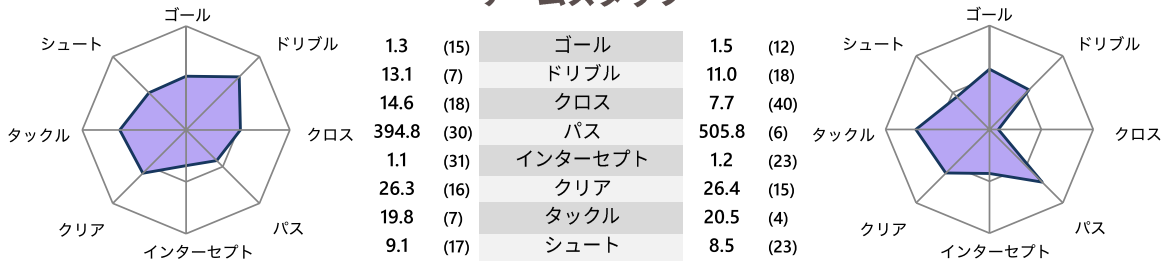 ゴール
シュート
ドリブル
タックル
クロス
クリア
パス
インターセプト
1.3 (15) ゴール 1.5 (12)
13.1 (7) ドリブル 11.0 (18)
14.6 (18) クロス 7.7 (40)
394.8 (30) パス 505.8 (6)
1.1 (31) インターセプト 1.2 (23)
26.3 (16) クリア 26.4 (15)
19.8 (7) タックル 20.5 (4)
9.1 (17) シュート 8.5 (23)
ゴール
シュート
ドリブル
タックル
クロス
クリア
パス
インターセプト